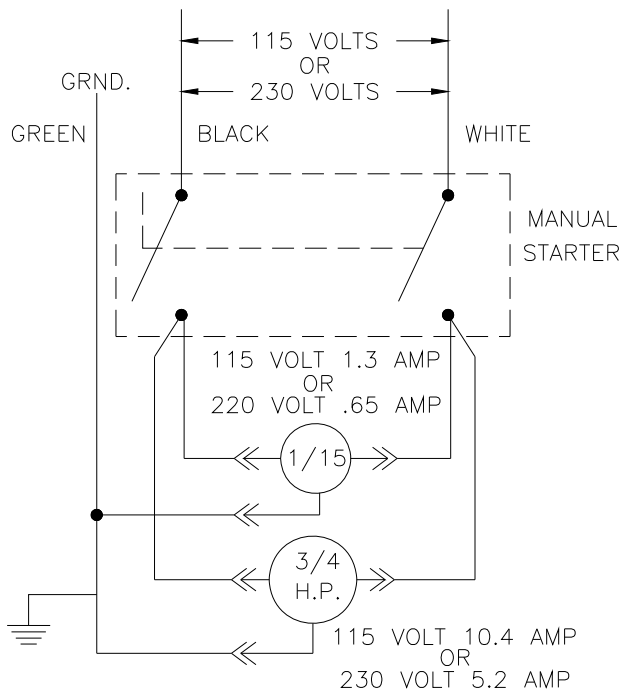 115 VOLTS
OR
230 VOLTS
GRND.
GREEN
BLACK
WHITE
MANUAL
STARTER
115 VOLT 1.3 AMP
OR
220 VOLT .65 AMP
1/15
3/4
H.P.
115 VOLT 10.4 AMP
OR
230 VOLT 5.2 AMP